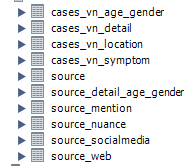 cases_vn_age_gender
cases_vn_detail
cases_vn_location
cases_vn_symptom
source
source_detail_age_gender
source_mention
source_nuance
source_socialmedia
source_web